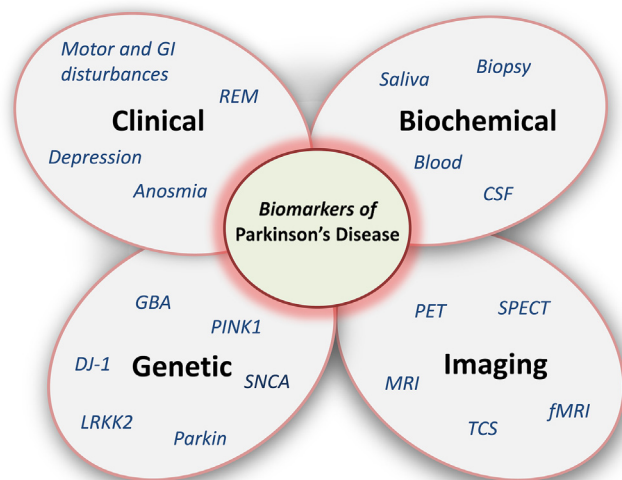 Motor and GI
disturbances
REM
Clinical
Depression
Anosmia
Saliva
Biopsy
Biochemical
Blood
CSF
Biomarkers of
Parkinson's Disease
GBA
PINK1
DJ-1
Genetic
SNCA
LRKK2
Parkin
PET
SPECT
Imaging
MRI
fMRI
TCS